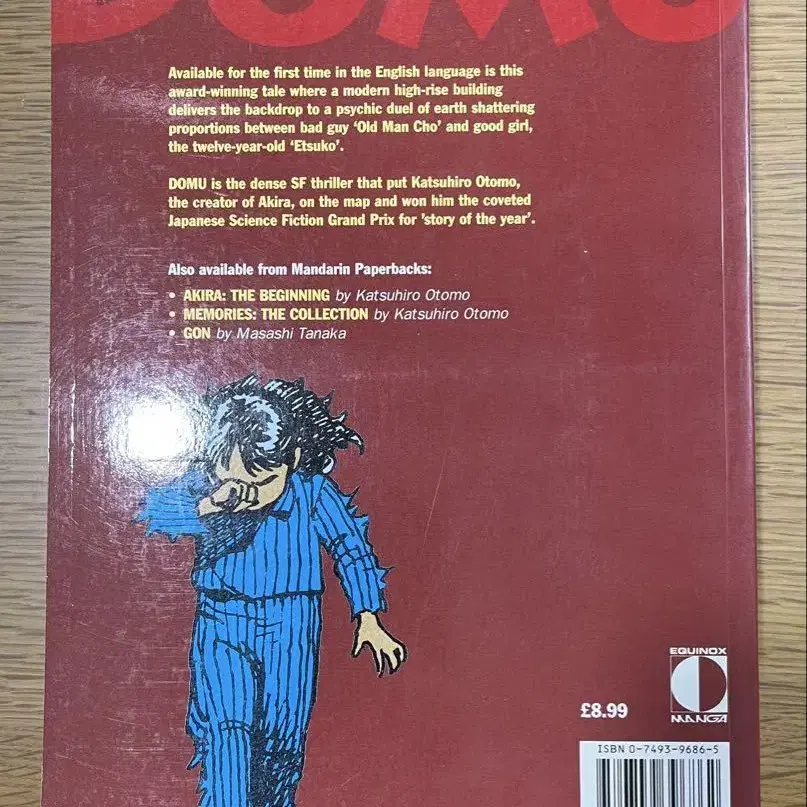 DOMU
Available for the first time in the English language is this
award-winning tale where a modern high-rise building
delivers the backdrop to a psychic duel of earth shattering
proportions between bad guy ‘Old Man Cho’ and good girl,
the twelve-year-old ‘Etsuko’.
DOMU is the dense SF thriller that put Katsuhiro Otomo,
the creator of Akira, on the map and won him the coveted
Japanese Science Fiction Grand Prix for 'story of the year'.
Also available from Mandarin Paperbacks:
• AKIRA: THE BEGINNING by Katsuhiro Otomo
• MEMORIES: THE COLLECTION by Katsuhiro Otomo
• GON by Masashi Tanaka
EQUINOX
MANGA
£8.99
ISBN 0-7493-9686-5